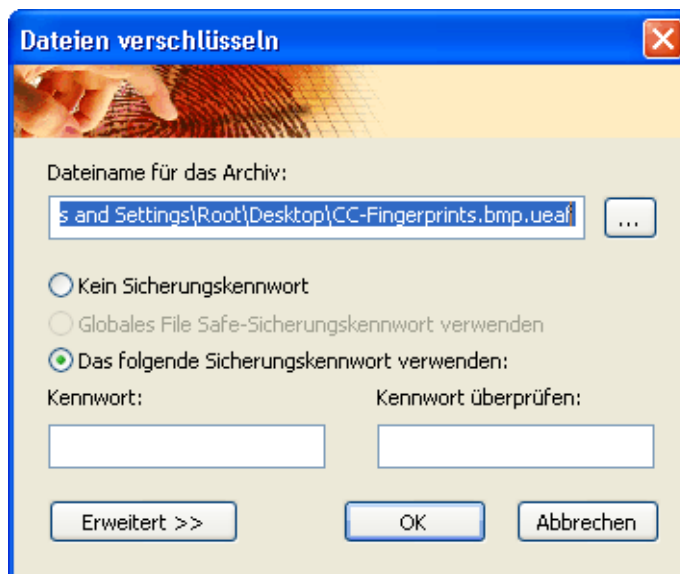 Dateien verschlüsseln
Dateiname für das Archiv:
s and Settings\Root\Desktop\CC-Fingerprints.bmp.ueaf
...
Kein Sicherungskennwort
Globales File Safe-Sicherungskennwort verwenden
Das folgende Sicherungskennwort verwenden:
Kennwort: Kennwort überprüfen:
Erweitert >> OK Abbrechen